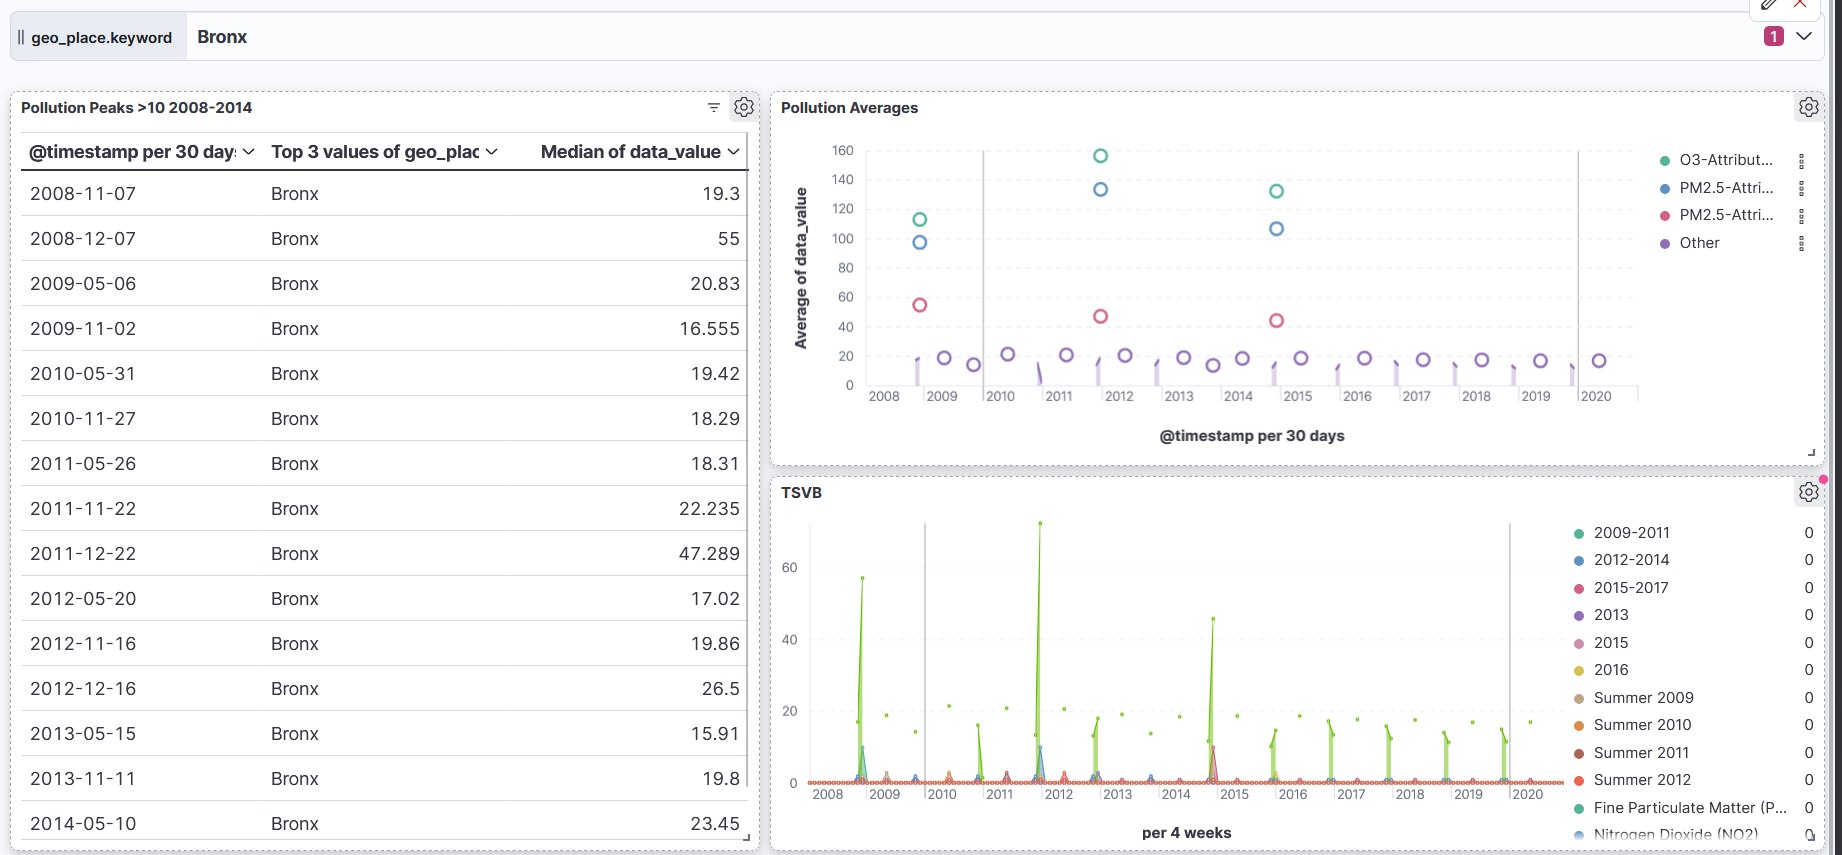 geo_place.keyword Bronx 1
Pollution Peaks >10 2008-2014
@timestamp per 30 day Top 3 values of geo_plac Median of data_value
2008-11-07 Bronx 19.3
2008-12-07 Bronx 55
2009-05-06 Bronx 20.83
2009-11-02 Bronx 16.555
2010-05-31 Bronx 19.42
2010-11-27 Bronx 18.29
2011-05-26 Bronx 18.31
2011-11-22 Bronx 22.235
2011-12-22 Bronx 47.289
2012-05-20 Bronx 17.02
2012-11-16 Bronx 19.86
2012-12-16 Bronx 26.5
2013-05-15 Bronx 15.91
2013-11-11 Bronx 19.8
2014-05-10 Bronx 23.45
Pollution Averages
Average of data_value
160
140
120
100
80
60
40
20
0
2008 2009 2010 2011 2012 2013 2014 2015 2016 2017 2018 2019 2020
@timestamp per 30 days
O3-Attribut...
PM2.5-Attri...
PM2.5-Attri...
Other
TSVB
60
40
20
0
2008 2009 2010 2011 2012 2013 2014 2015 2016 2017 2018 2019 2020
per 4 weeks
2009-2011 0
2012-2014 0
2015-2017 0
2013 0
2015 0
2016 0
Summer 2009 0
Summer 2010 0
Summer 2011 0
Summer 2012 0
Fine Particulate Matter (P... 0
Nitrogen Dioxide (NO2) 0